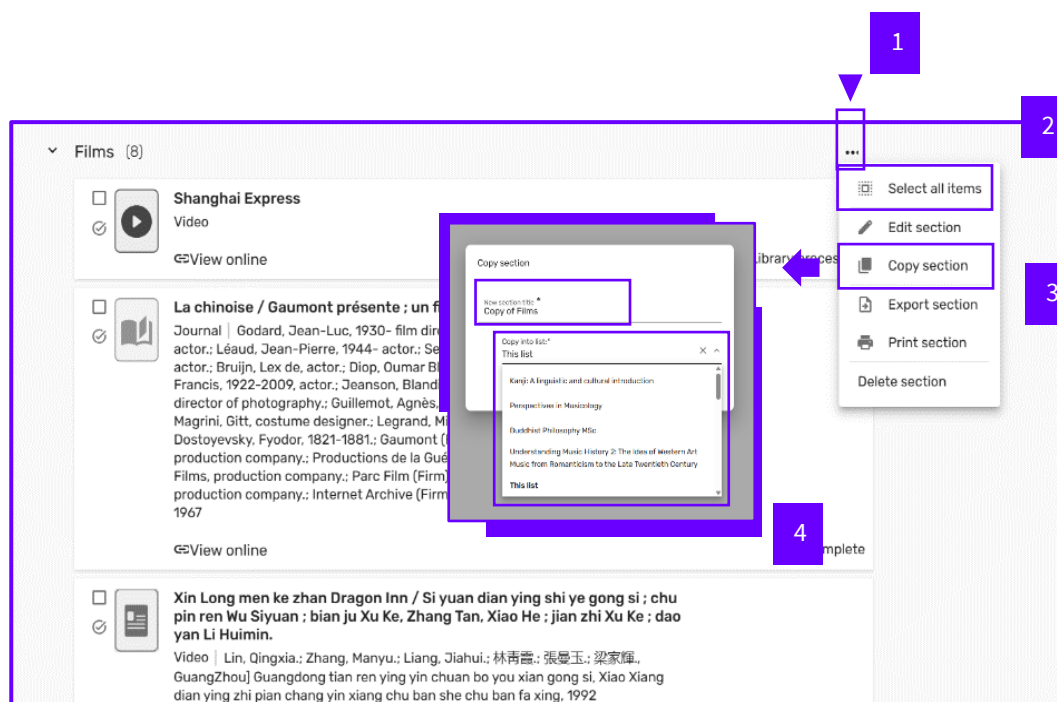 1
2
Films (8)
Select all items
Shanghai Express
Video
Edit section
View online
Copy section
Copy section
3
New section title *
Copy of Films
Export section
La chinoise / Gaumont présente ; un
Journal | Godard, Jean-Luc, 1930- film
actor.; Léaud, Jean-Pierre, 1944- actor.;
Copy into list:*
This list
Print section
actor.; Bruijn, Lex de, actor.; Diop, Oumar
Francis, 1922-2009, actor.; Jeanson,
Kanji: A linguistic and cultural introduction
Delete section
director of photography.; Guillemot, Agnès,
Perspectives in Musicology
Magrini, Gitt, costume designer.; Legrand,
Buddhist Philosophy MSc
Dostoyevsky, Fyodor, 1821-1881.; Gaumont
production company.; Productions de la
Understanding Music History 2: The Idea of Western Art
Music from Romanticism to the Late Twentieth Century
Films, production company.; Parc Film (Firm)
This list
production company.; Internet Archive
1967
4
View online
Xin Long men ke zhan Dragon Inn / Si yuan dian ying shi ye gong si ; chu
pin ren Wu Siyuan ; bian ju Xu Ke, Zhang Tan, Xiao He ; jian zhi Xu Ke ; dao
yan Li Huimin.
Video | Lin, Qingxia.; Zhang, Manyu.; Liang, Jiahui.; 林青霞.; 張曼玉.; 梁家輝.,
GuangZhou] Guangdong tian ren ying yin chuan bo you xian gong si, Xiao Xiang
dian ying zhi pian chang yin xiang chu ban she chu ban fa xing, 1992